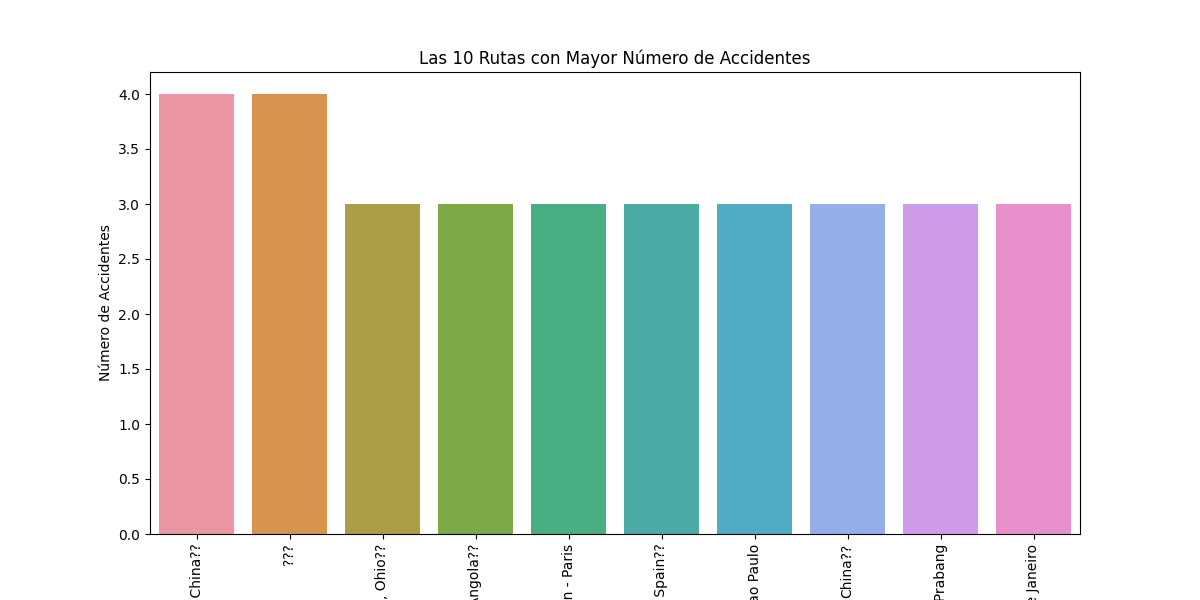 Las 10 Rutas con Mayor Número de Accidentes
Número de Accidentes
4.0
3.5
3.0
2.5
2.0
1.5
1.0
0.5
0.0
China??
???
, Ohio??
Angola??
n - Paris
Spain??
ao Paulo
China??
Prabang
e Janeiro